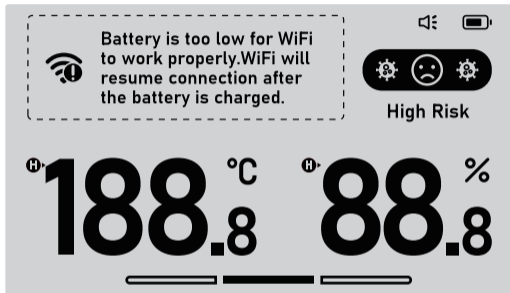 Battery is too low for WiFi
to work properly.WiFi will
resume connection after
the battery is charged.
High Risk
H 188.8 °C
H 88.8 %